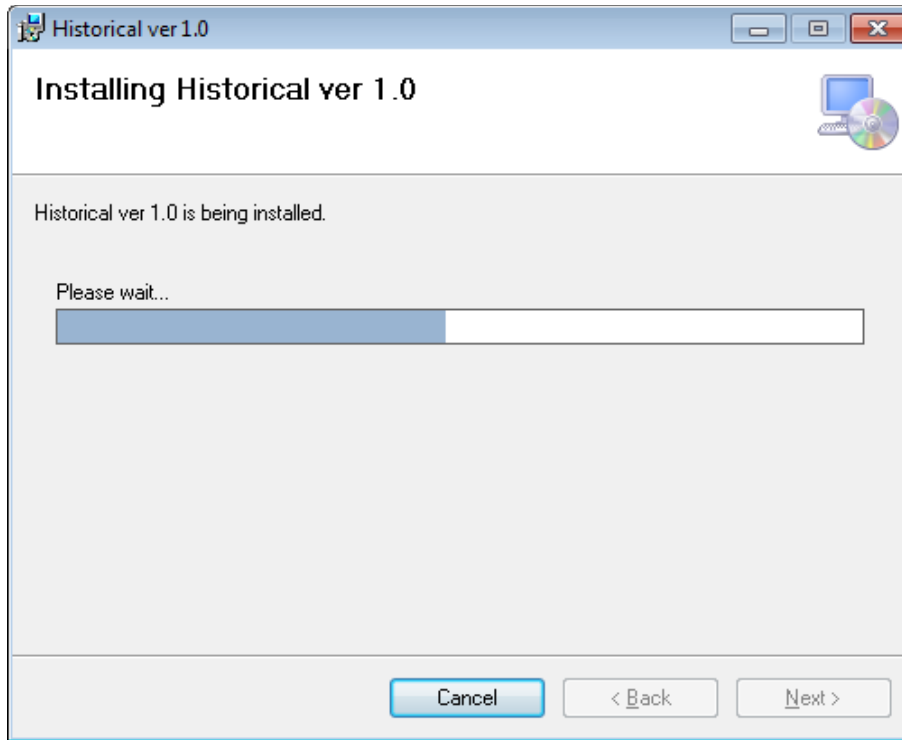 Historical ver 1.0
Installing Historical ver 1.0
Historical ver 1.0 is being installed.
Please wait...
Cancel
< Back
Next >